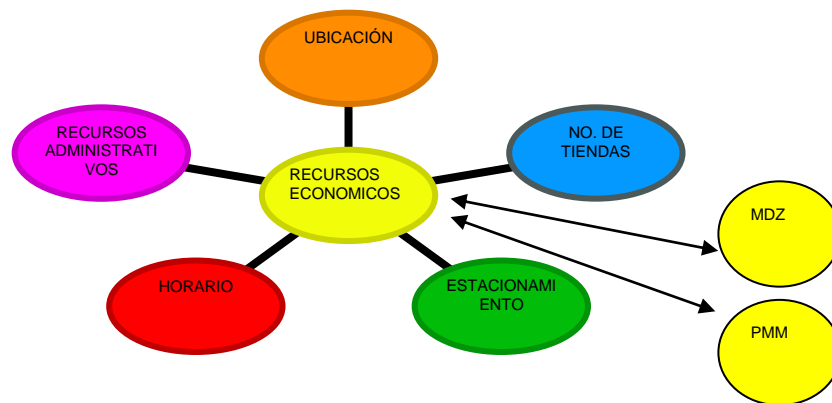 UBICACIÓN
RECURSOS
ADMINISTRATI
VOS
NO. DE
TIENDAS
RECURSOS
ECONOMICOS
MDZ
HORARIO
ESTACIONAMI
ENTO
PMM